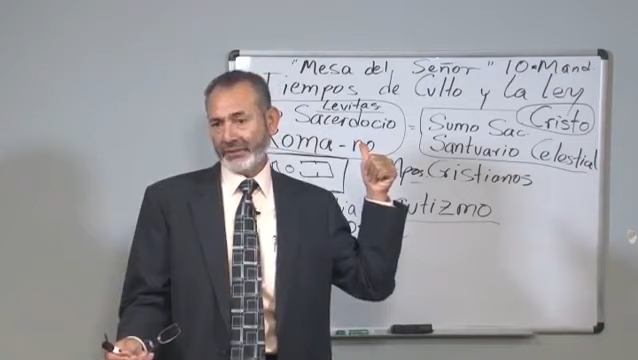 "Mesa del Señor" 10 Mand
Tiempos de Culto y la Ley
Levitas
Sacerdocio = Sumo Sac. Cristo
Roma-no Santuario Celestial
Cristianos
utizmo